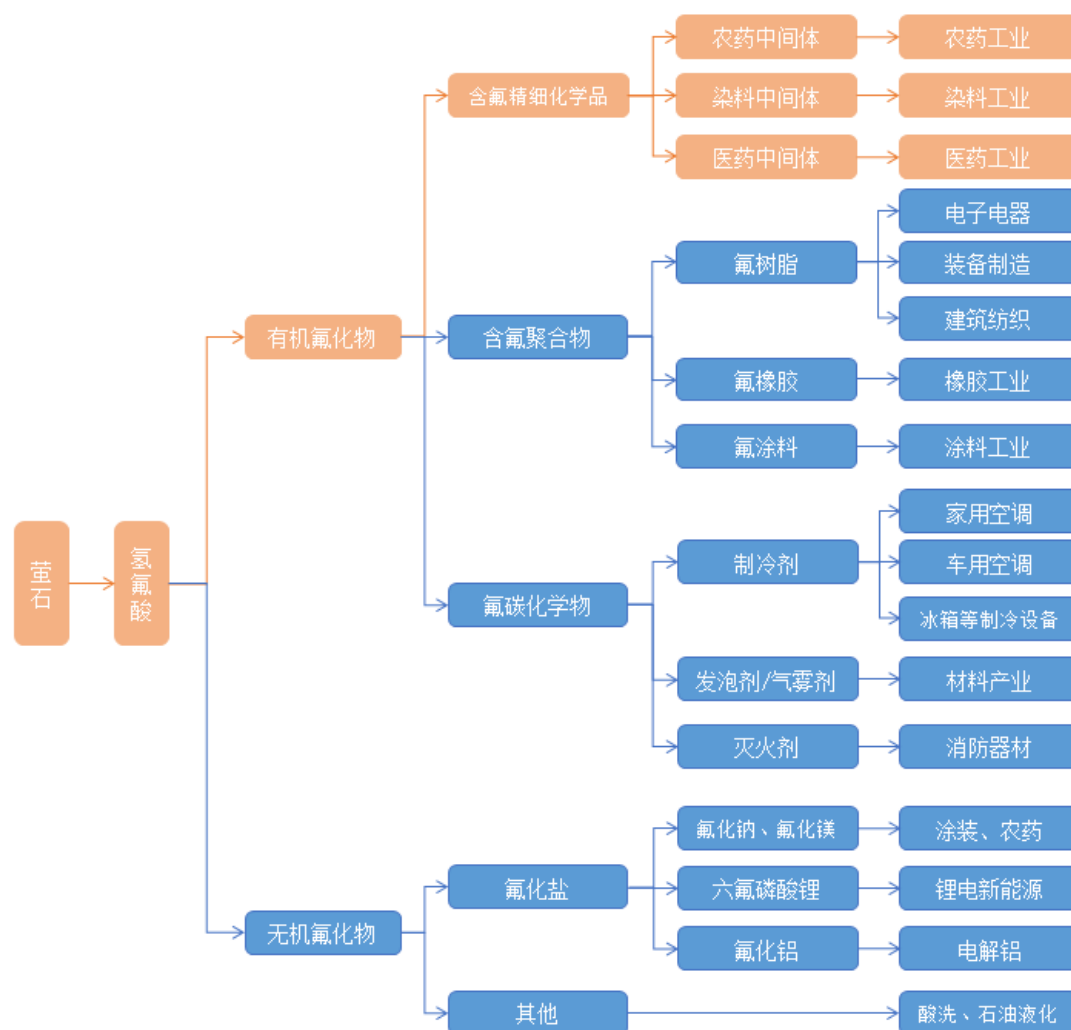 萤石
氢氟酸
有机氟化物
含氟精细化学品
农药中间体
农药工业
染料中间体
染料工业
医药中间体
医药工业
含氟聚合物
氟树脂
电子电器
装备制造
建筑纺织
氟橡胶
橡胶工业
氟涂料
涂料工业
氟碳化学物
制冷剂
家用空调
车用空调
冰箱等制冷设备
发泡剂/气雾剂
材料产业
灭火剂
消防器材
无机氟化物
氟化盐
氟化钠、氟化镁
涂装、农药
六氟磷酸锂
锂电新能源
氟化铝
电解铝
其他
酸洗、石油液化